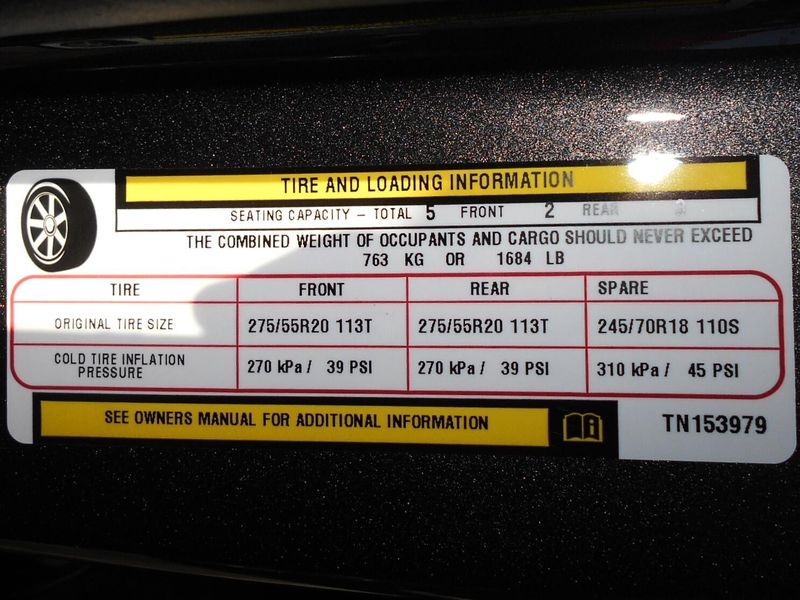 TIRE AND LOADING INFORMATION
SEATING CAPACITY – TOTAL 5 FRONT 2 REAR 3
THE COMBINED WEIGHT OF OCCUPANTS AND CARGO SHOULD NEVER EXCEED
763 KG OR 1684 LB
TIRE FRONT REAR SPARE
ORIGINAL TIRE SIZE 275/55R20 113T 275/55R20 113T 245/70R18 110S
COLD TIRE INFLATION PRESSURE 270 kPa / 39 PSI 270 kPa / 39 PSI 310 kPa / 45 PSI
SEE OWNERS MANUAL FOR ADDITIONAL INFORMATION
TN153979